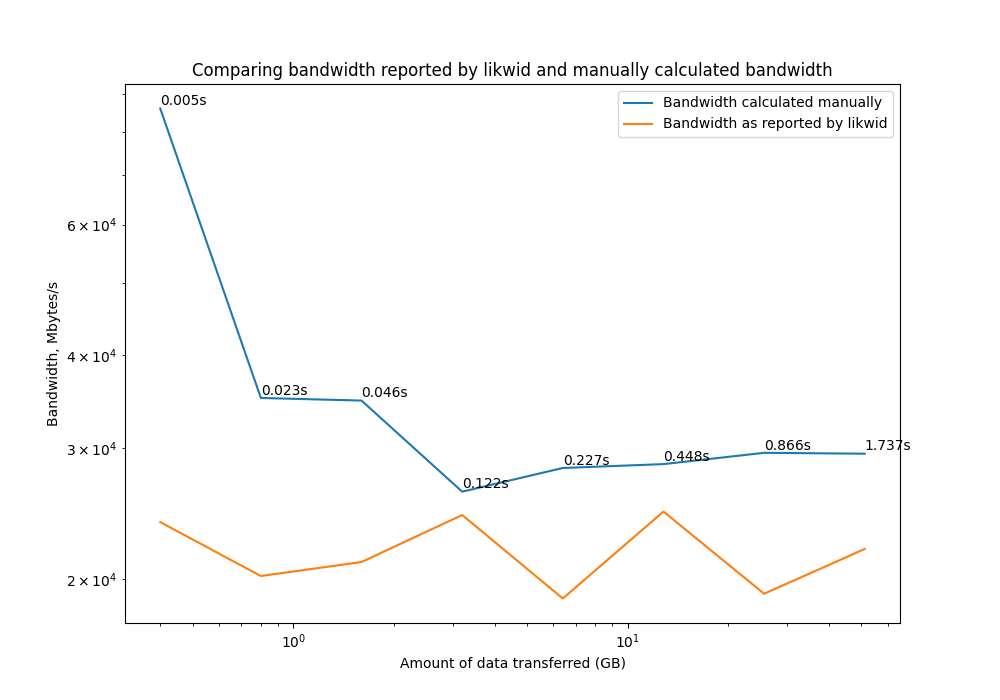 Comparing bandwidth reported by likwid and manually calculated bandwidth
Bandwidth calculated manually
Bandwidth as reported by likwid
0.005s
0.023s
0.046s
0.122s
0.227s
0.448s
0.866s
1.737s
6 × 10⁴
4 × 10⁴
3 × 10⁴
2 × 10⁴
Bandwidth, Mbytes/s
10⁰
10¹
Amount of data transferred (GB)